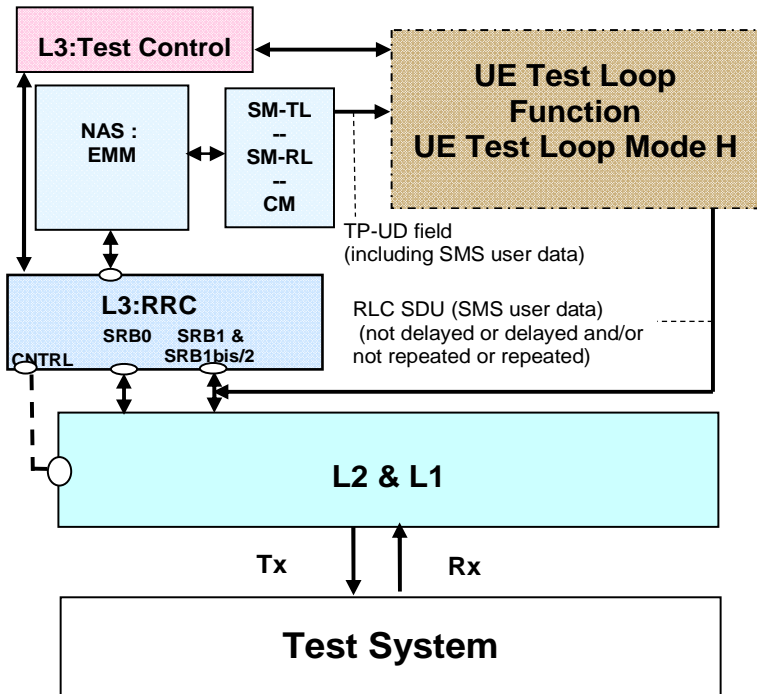 L3:Test Control
UE Test Loop
Function
UE Test Loop Mode H
NAS :
EMM
SM-TL
--
SM-RL
--
CM
TP-UD field
(including SMS user data)
L3:RRC
SRB0
SRB1 &
SRB1bis/2
CNTRL
RLC SDU (SMS user data)
(not delayed or delayed and/or
not repeated or repeated)
L2 & L1
Tx
Rx
Test System